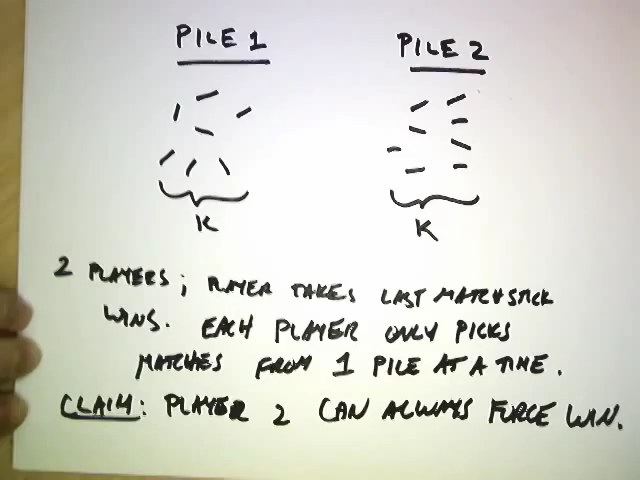 PILE 1
PILE 2
K
K
2 PLAYERS; PLAYER TAKES LAST MATCHSTICK
WINS. EACH PLAYER ONLY PICKS
MATCHES FROM 1 PILE AT A TIME.
CLAIM: PLAYER 2 CAN ALWAYS FORCE WIN.